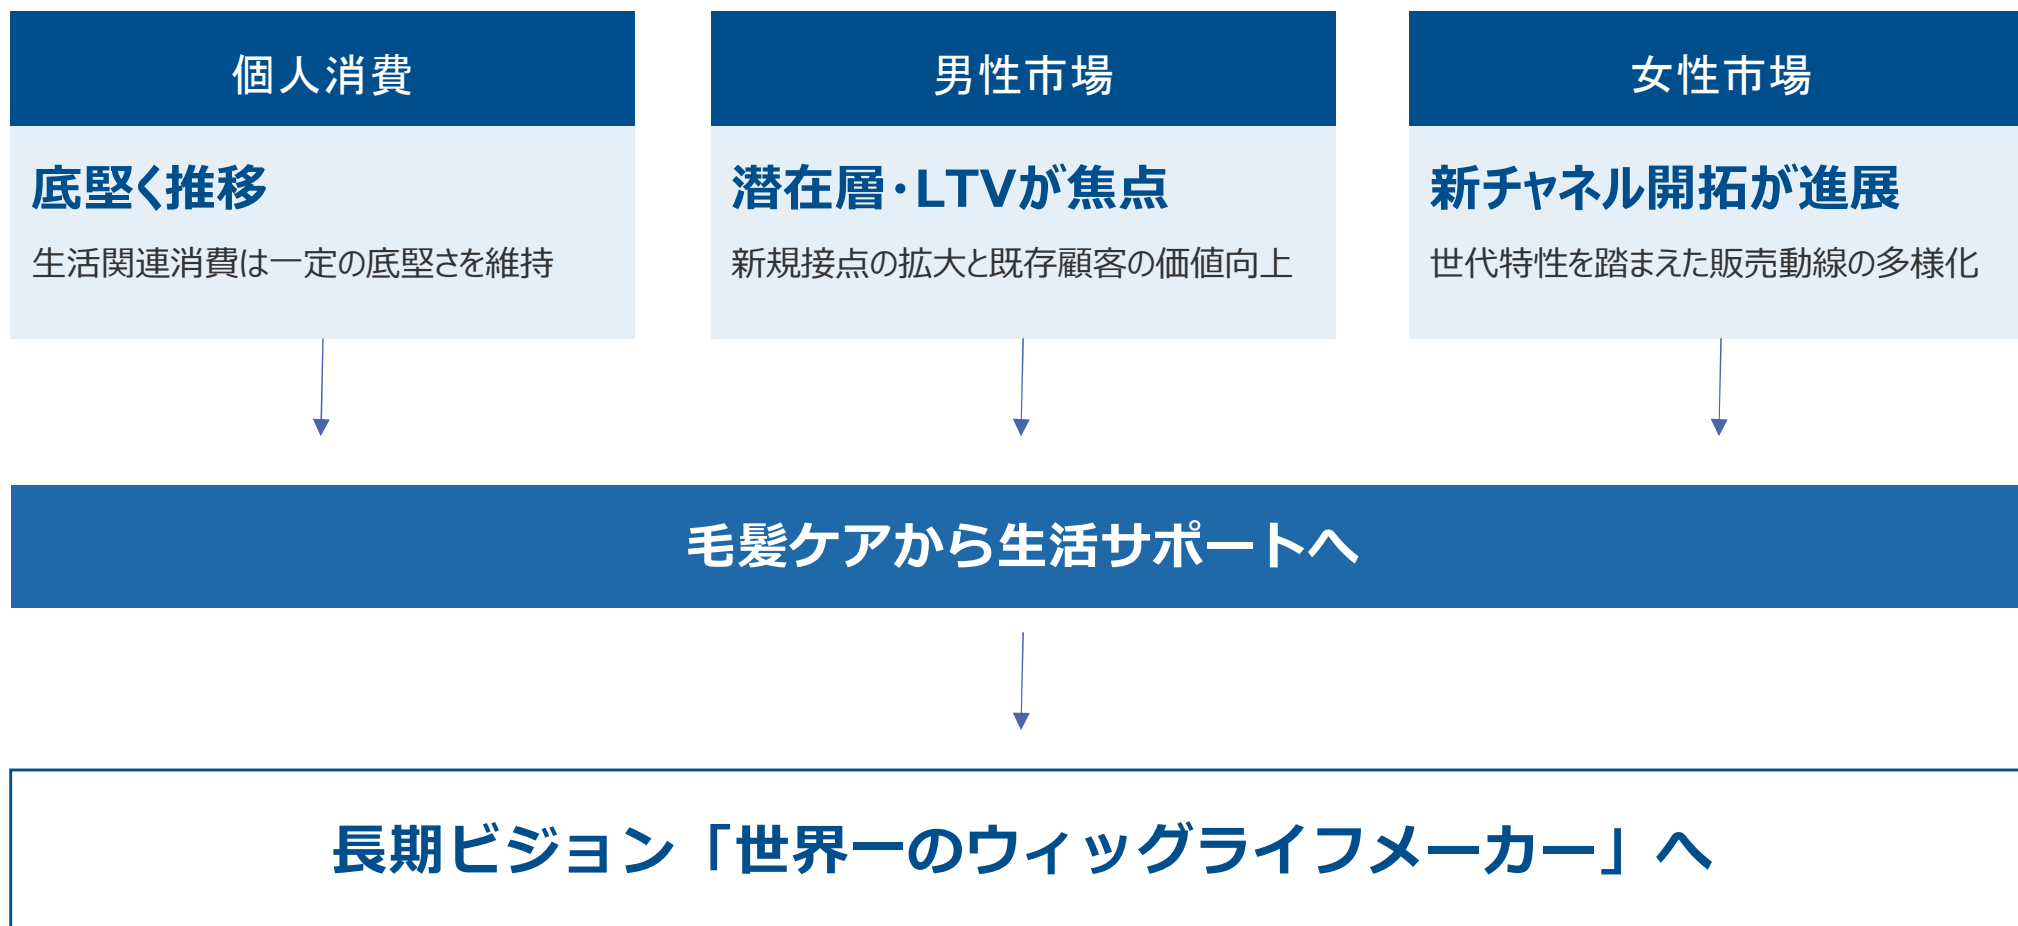 個人消費
底堅く推移
生活関連消費は一定の底堅さを維持
男性市場
潜在層・LTVが焦点
新規接点の拡大と既存顧客の価値向上
女性市場
新チャネル開拓が進展
世代特性を踏まえた販売動線の多様化
毛髪ケアから生活サポートへ
長期ビジョン「世界一のウィッグライフメーカー」へ